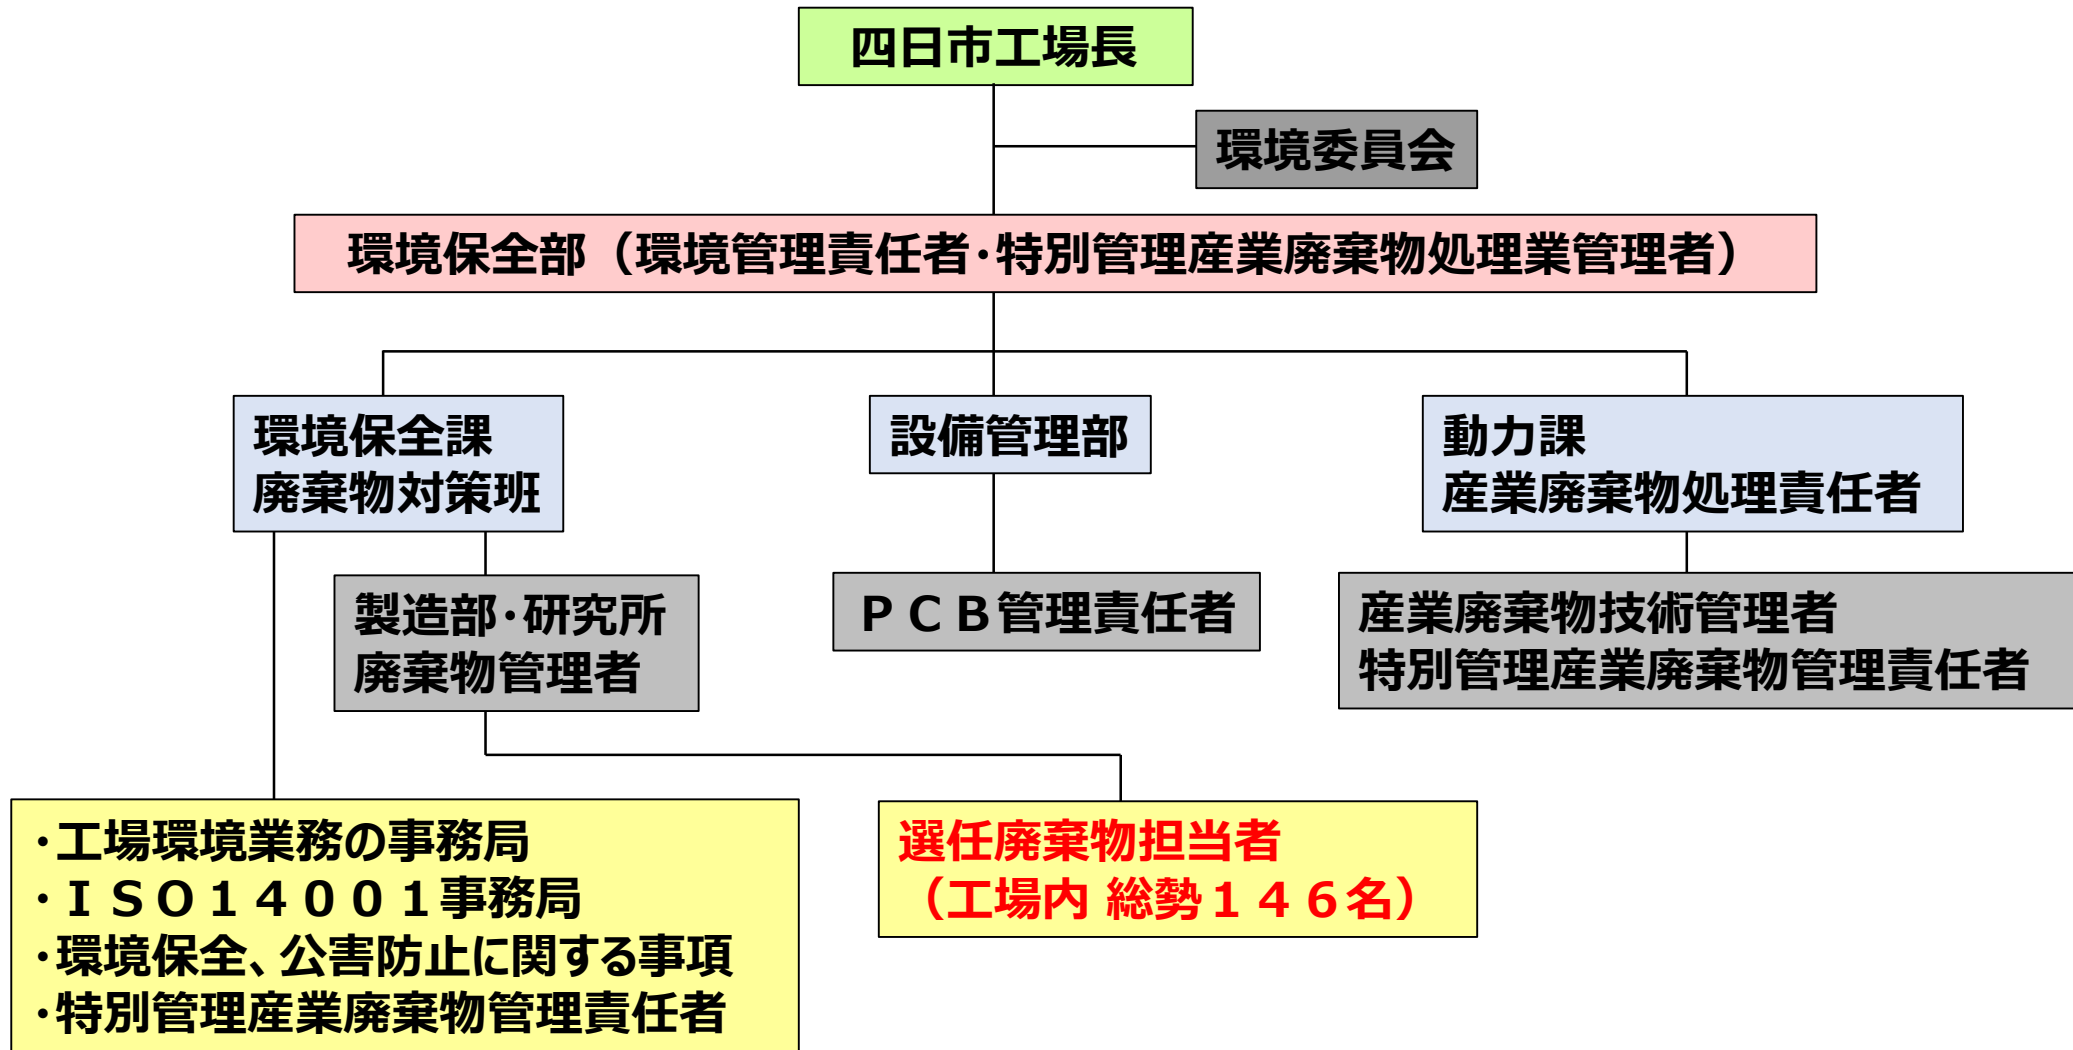 四日市工場長
環境委員会
環境保全部（環境管理責任者・特別管理産業廃棄物処理業管理者）
環境保全課
廃棄物対策班
設備管理部
動力課
産業廃棄物処理責任者
製造部・研究所
廃棄物管理者
ＰＣＢ管理責任者
産業廃棄物技術管理者
特別管理産業廃棄物管理責任者
・工場環境業務の事務局
・ＩＳＯ１４００１事務局
・環境保全、公害防止に関する事項
・特別管理産業廃棄物管理責任者
選任廃棄物担当者
（工場内 総勢１４６名）